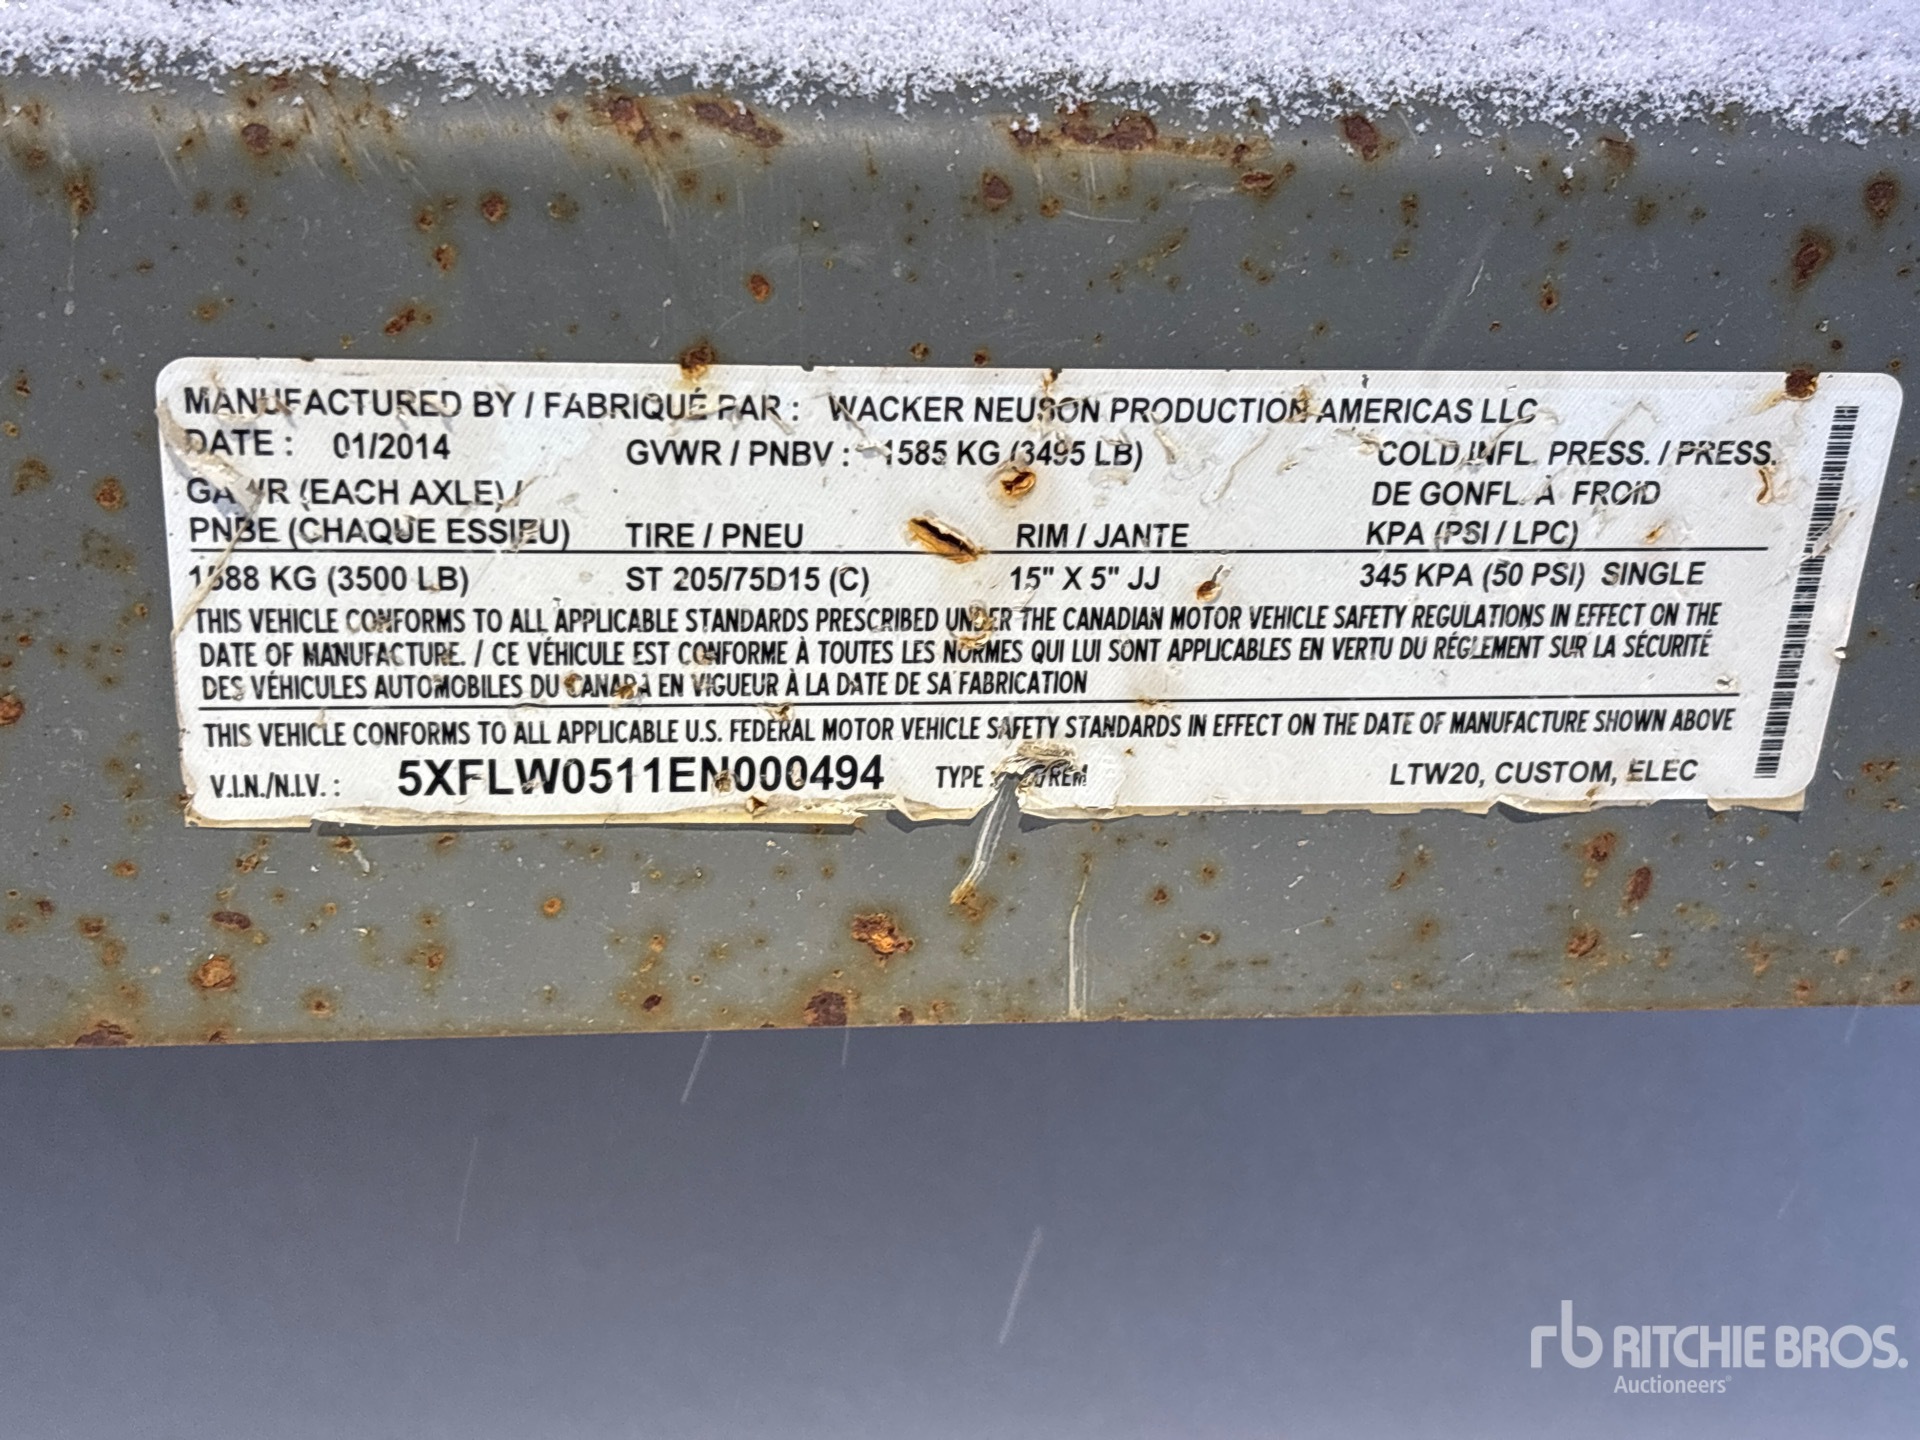 MANUFACTURED BY / FABRIQUÉ PAR : WACKER NEUSON PRODUCTION AMERICAS LLC
DATE : 01/2014 GVWR / PNBV : 1585 KG (3495 LB) COLD INFL. PRESS. / PRESS.
GAWR (EACH AXLE) / DE GONFL. À FROID
PNBE (CHAQUE ESSIEU) TIRE / PNEU RIM / JANTE KPA (PSI / LPC)
1588 KG (3500 LB) ST 205/75D15 (C) 15" X 5" JJ 345 KPA (50 PSI) SINGLE
THIS VEHICLE CONFORMS TO ALL APPLICABLE STANDARDS PRESCRIBED UNDER THE CANADIAN MOTOR VEHICLE SAFETY REGULATIONS IN EFFECT ON THE
DATE OF MANUFACTURE. / CE VÉHICULE EST CONFORME À TOUTES LES NORMES QUI LUI SONT APPLICABLES EN VERTU DU RÉGLEMENT SUR LA SÉCURITÉ
DES VÉHICULES AUTOMOBILES DU CANADA EN VIGUEUR À LA DATE DE SA FABRICATION
THIS VEHICLE CONFORMS TO ALL APPLICABLE U.S. FEDERAL MOTOR VEHICLE SAFETY STANDARDS IN EFFECT ON THE DATE OF MANUFACTURE SHOWN ABOVE
V.I.N./N.I.V. : 5XFLW0511EN000494 TYPE : LTW20, CUSTOM, ELEC
rb RITCHIE BROS.
Auctioneers